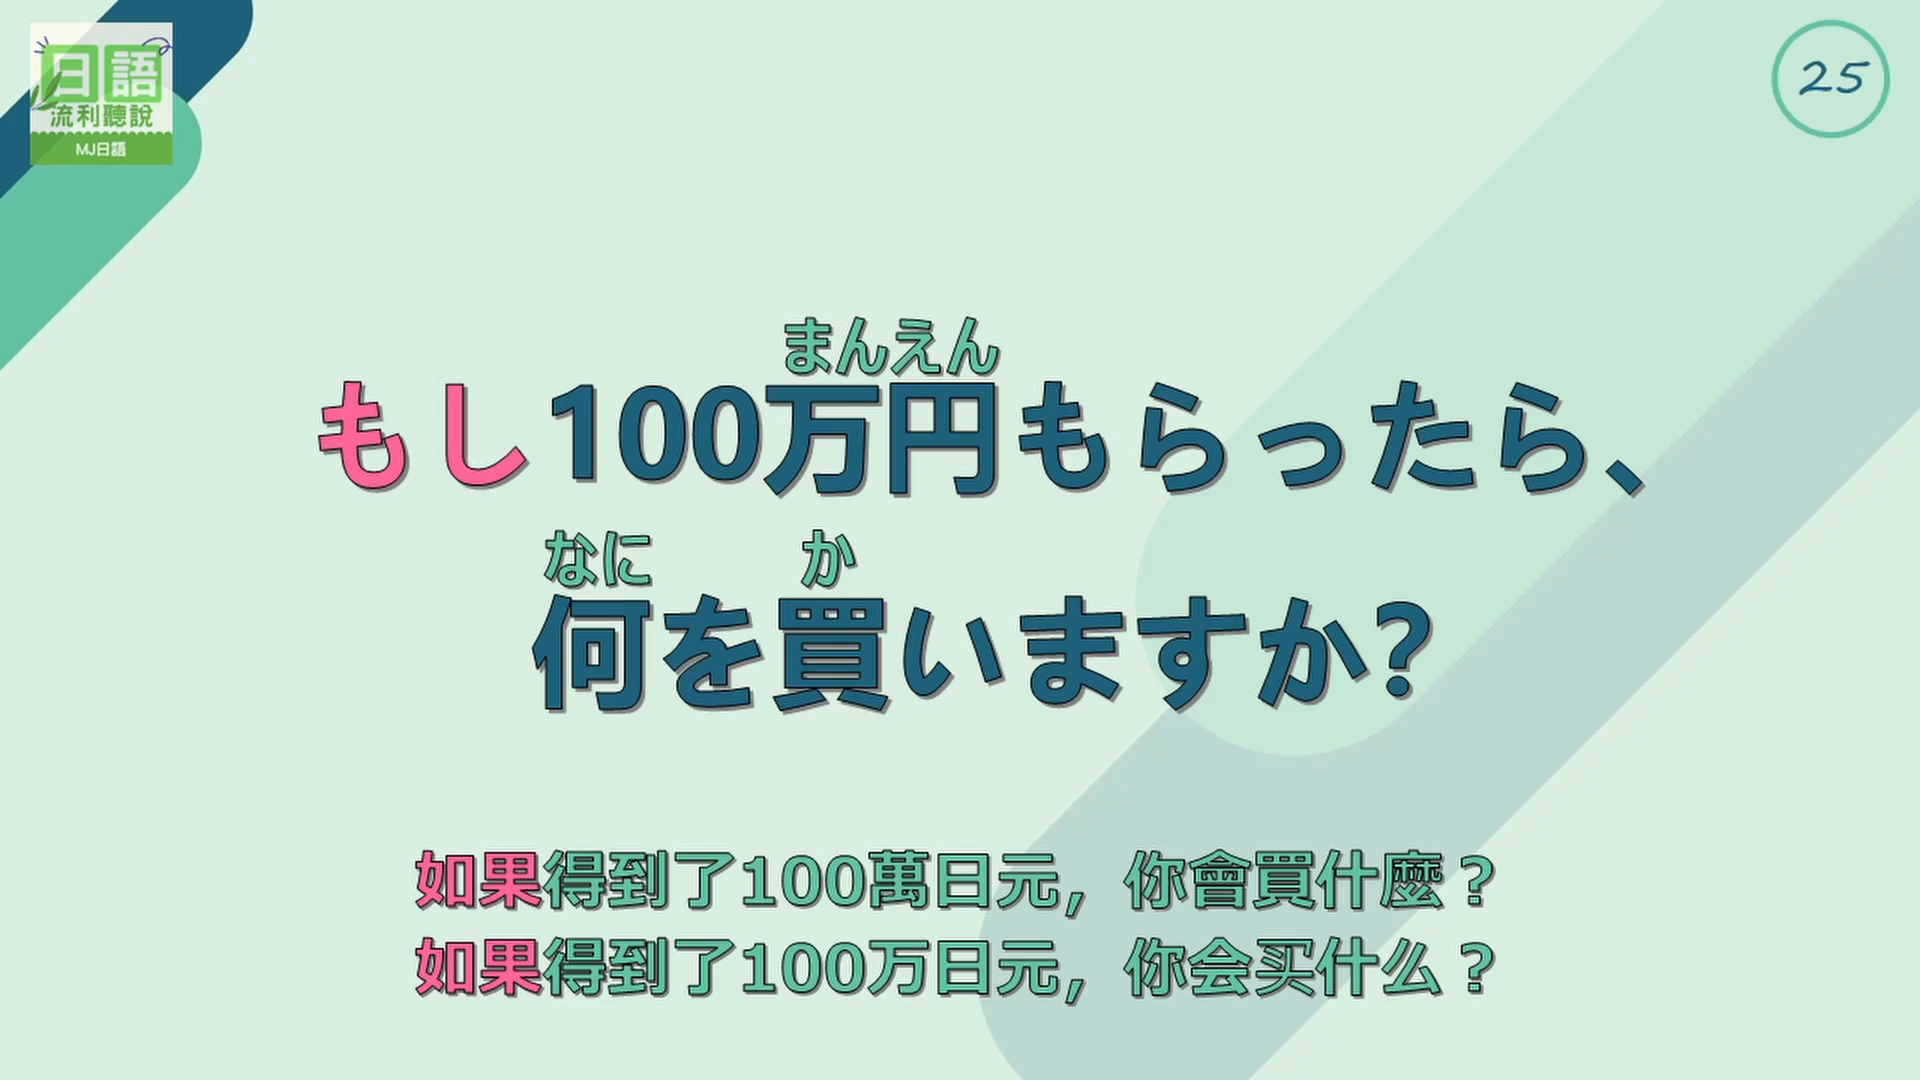 日語
流利聽說
MJ日語
25
まんえん
もし100万円もらったら、
なに か
何を買いますか?
如果得到了100萬日元，你會買什麼？
如果得到了100万日元，你会买什么？